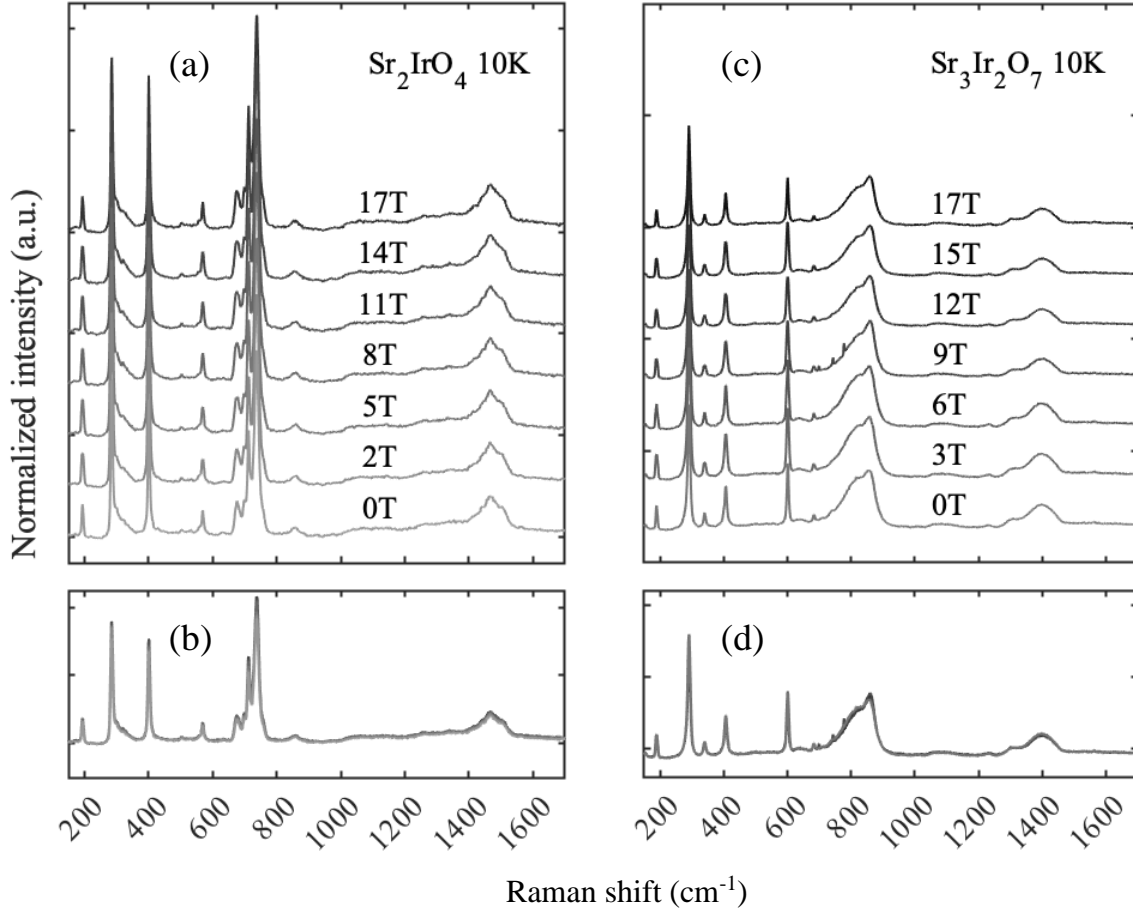 (a)
Sr₂IrO₄ 10K
17T
14T
11T
8T
5T
2T
0T
(c)
Sr₃Ir₂O₇ 10K
17T
15T
12T
9T
6T
3T
0T
Normalized intensity (a.u.)
(b)
(d)
200 400 600 800 1000 1200 1400 1600
200 400 600 800 1000 1200 1400 1600
Raman shift (cm⁻¹)